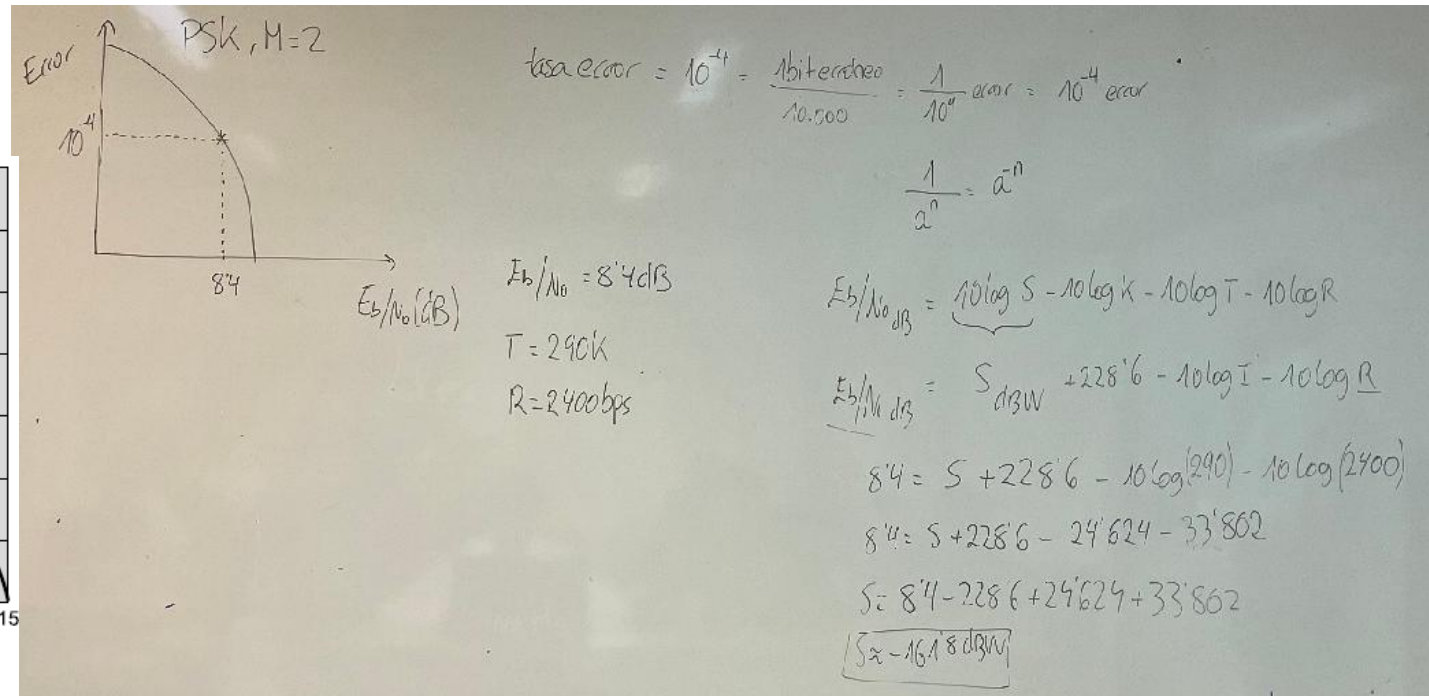 PSK, M=2
Error
10⁻⁴
8'4
Eb/No (dB)
15
tasa error = 10⁻⁴ = 1bit erróneo / 10.000 = 1/10⁴ error = 10⁻⁴ error
1/aⁿ = a⁻ⁿ
Eb/No = 8'4dB
T = 290K
R = 2400bps
Eb/No dB = 10log S - 10log K - 10log T - 10log R
Eb/No dB = S dBW +228'6 - 10log T - 10log R
8'4 = S +228'6 - 10log(290) - 10log(2400)
8'4 = S +228'6 - 24'624 - 33'802
S = 8'4 - 228'6 + 24'624 + 33'802
S ≈ -161'8 dBW